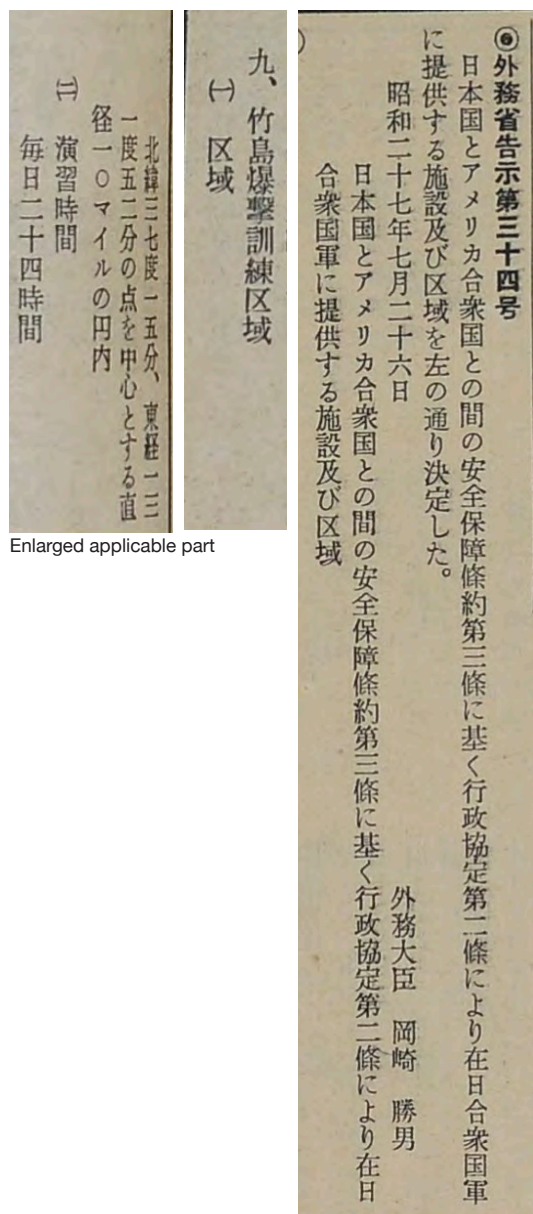 ◎外務省告示第三十四号
日本国とアメリカ合衆国との間の安全保障條約第三條に基く行政協定第二條により在日合衆国軍
に提供する施設及び区域を左の通り決定した。
昭和二十七年七月二十六日
外務大臣　岡崎　勝男
日本国とアメリカ合衆国との間の安全保障條約第三條に基く行政協定第二條により在日
合衆国軍に提供する施設及び区域
九、竹島爆撃訓練区域
㈠　区域
北緯三七度一五分、東経一三
一度五二分の点を中心とする直
径一〇マイルの円内
㈡　演習時間
毎日二十四時間
Enlarged applicable part